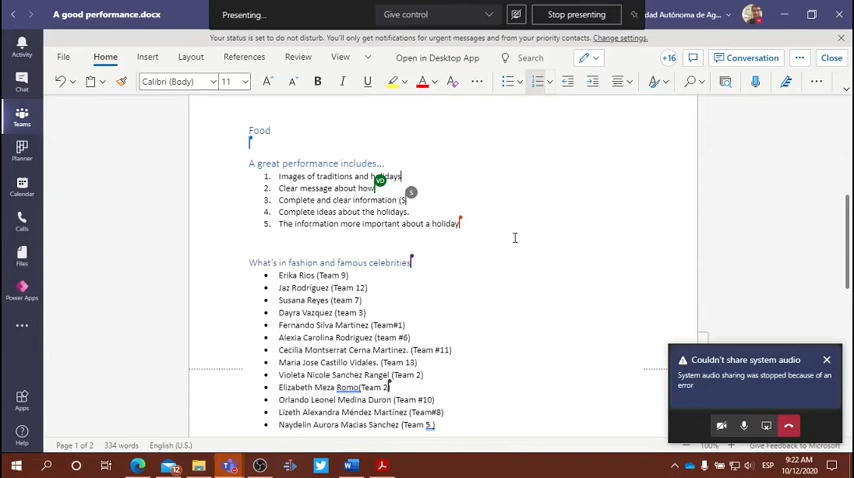 A good performance.docx
Presenting...
Give control
Stop presenting
dad Autónoma de Ag...
Your status is set to do not disturb. You'll only get notifications for urgent messages and from your priority contacts. Change settings.
Activity
Chat
Teams
Planner
Calendar
Calls
Files
Power Apps
Apps
Help
File
Home
Insert
Layout
References
Review
View
Open in Desktop App
Search
+16
Conversation
Close
Calibri (Body)
11
Food
A great performance includes...
1. Images of traditions and holidays
2. Clear message about how
VD
3. Complete and clear information (S
S
4. Complete ideas about the holidays.
5. The information more important about a holiday
What's in fashion and famous celebrities
• Erika Rios (Team 9)
• Jaz Rodríguez (Team 12)
• Susana Reyes (team 7)
• Dayra Vazquez (team 3)
• Fernando Silva Martinez (Team#1)
• Alexia Carolina Rodriguez (team #6)
• Cecilia Montserrat Cerna Martinez. (Team #11)
• Maria Jose Castillo Vidales. (Team 13)
• Violeta Nicole Sanchez Rangel (Team 2)
• Elizabeth Meza Romo(Team 2)
• Orlando Leonel Medina Duron (Team #10)
• Lizeth Alexandra Méndez Martínez (Team#8)
• Naydelin Aurora Macias Sanchez (Team 5 )
Couldn't share system audio
System audio sharing was stopped because of an
error
Page 1 of 2
334 words
English (U.S.)
100%
Give Feedback to Microsoft
12
ESP
9:22 AM
10/12/2020